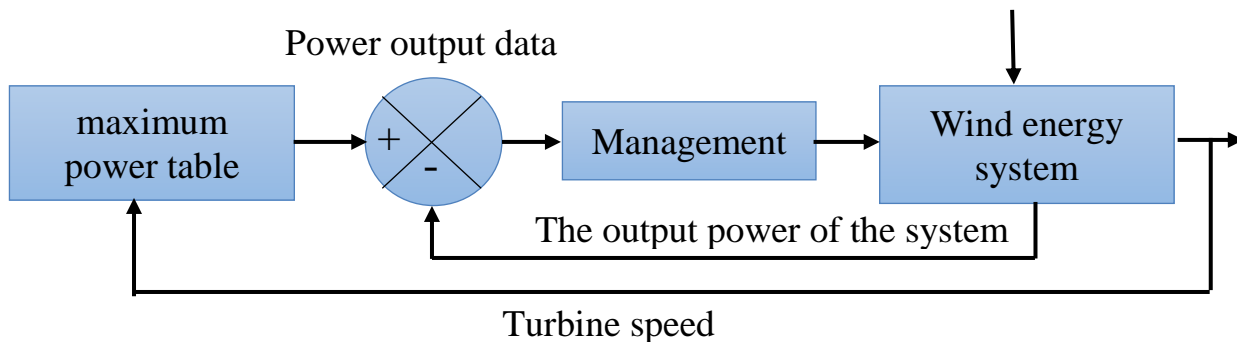 Power output data
maximum
power table
+
-
Management
Wind energy
system
The output power of the system
Turbine speed